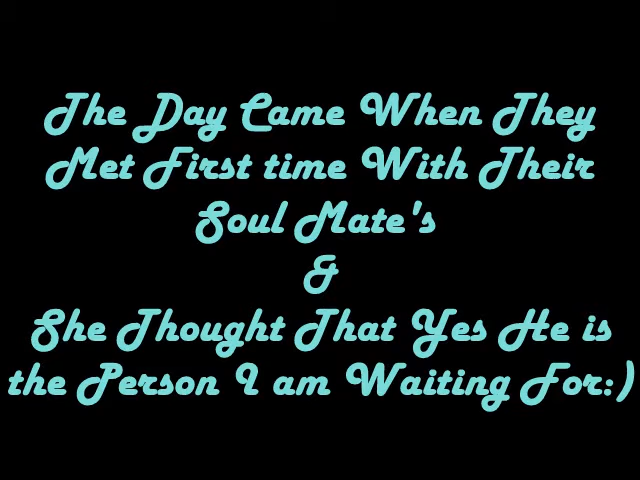 The Day Came When They
Met First time With Their
Soul Mate's
&
She Thought That Yes He is
the Person I am Waiting For:)